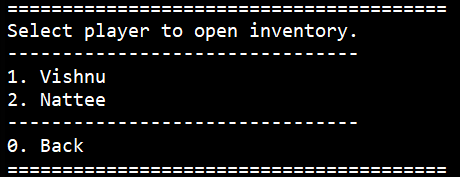 ========================================
Select player to open inventory.
--------------------------------
1. Vishnu
2. Nattee
--------------------------------
0. Back
========================================